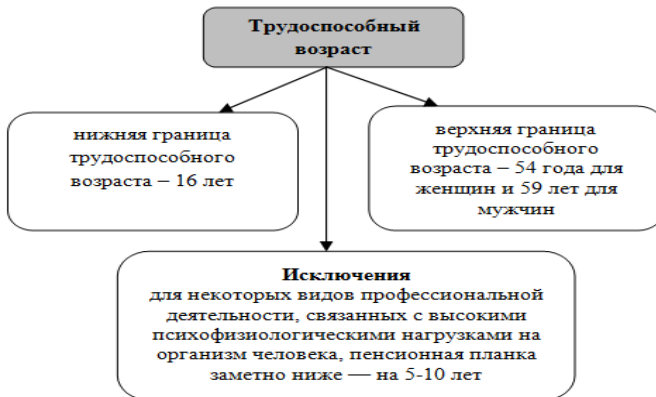 Трудоспособный
возраст
нижняя граница
трудоспособного
возраста – 16 лет
верхняя граница
трудоспособного
возраста – 54 года для
женщин и 59 лет для
мужчин
Исключения
для некоторых видов профессиональной
деятельности, связанных с высокими
психофизиологическими нагрузками на
организм человека, пенсионная планка
заметно ниже — на 5-10 лет